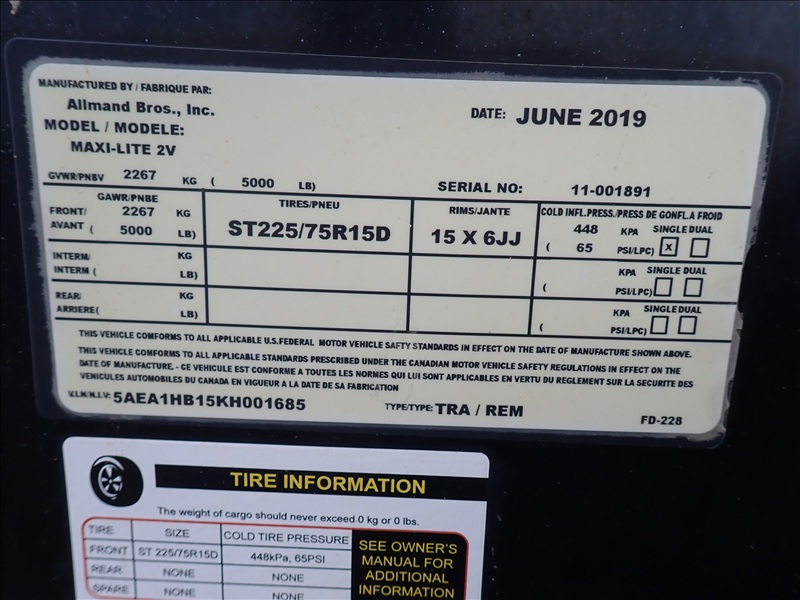 MANUFACTURED BY / FABRIQUE PAR:
Allmand Bros., Inc.
DATE: JUNE 2019
MODEL / MODELE:
MAXI-LITE 2V
GVWR/PNBV 2267 KG ( 5000 LB)
SERIAL NO: 11-001891
GAWR/PNBE TIRES/PNEU RIMS/JANTE COLD INFL.PRESS./PRESS DE GONFL.A FROID
FRONT/ 2267 KG ST225/75R15D 15 X 6JJ 448 KPA SINGLE DUAL
AVANT ( 5000 LB) ( 65 PSI/LPC) X
INTERM/ KG KPA SINGLE DUAL
INTERM ( LB) ( PSI/LPC)
REAR/ KG KPA SINGLE DUAL
ARRIERE( LB) ( PSI/LPC)
THIS VEHICLE COMFORMS TO ALL APPLICABLE U.S.FEDERAL MOTOR VEHICLE SAFTY STANDARDS IN EFFECT ON THE DATE OF MANUFACTURE SHOWN ABOVE.
THIS VEHICLE COMFORMS TO ALL APPLICABLE STANDARDS PRESCRIBED UNDER THE CANADIAN MOTOR VEHICLE SAFETY REGULATIONS IN EFFECT ON THE
DATE OF MANUFACTURE. - CE VEHICULE EST CONFORME A TOUTES LES NORMES QUI LUI SONT APPLICABLES EN VERTU DU REGLEMENT SUR LA SECURITE DES
VENICULES AUTOMOBILES DU CANADA EN VIGUEUR A LA DATE DE SA FABRICATION
V.I.N/N.I.V: 5AEA1HB15KH001685 TYPE/TYPE: TRA / REM
FD-228
TIRE INFORMATION
The weight of cargo should never exceed 0 kg or 0 lbs.
TIRE SIZE COLD TIRE PRESSURE
FRONT ST 225/75R15D 448kPa, 65PSI
REAR NONE NONE
SPARE NONE NONE
SEE OWNER'S
MANUAL FOR
ADDITIONAL
INFORMATION